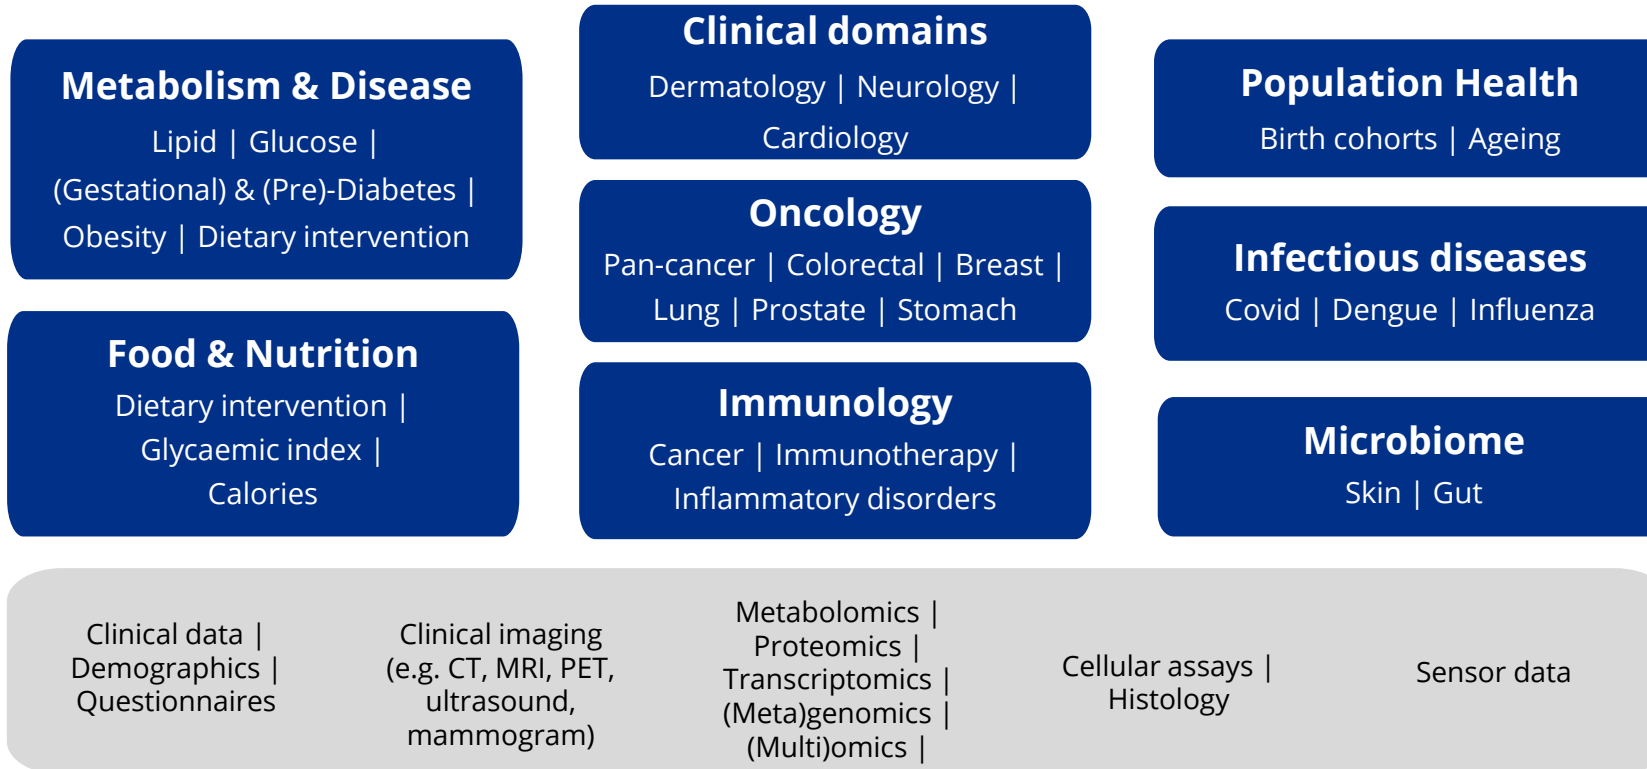 Metabolism & Disease
Lipid | Glucose |
(Gestational) & (Pre)-Diabetes |
Obesity | Dietary intervention
Food & Nutrition
Dietary intervention |
Glycaemic index |
Calories
Clinical domains
Dermatology | Neurology |
Cardiology
Oncology
Pan-cancer | Colorectal | Breast |
Lung | Prostate | Stomach
Immunology
Cancer | Immunotherapy |
Inflammatory disorders
Population Health
Birth cohorts | Ageing
Infectious diseases
Covid | Dengue | Influenza
Microbiome
Skin | Gut
Clinical data |
Demographics |
Questionnaires
Clinical imaging
(e.g. CT, MRI, PET,
ultrasound,
mammogram)
Metabolomics |
Proteomics |
Transcriptomics |
(Meta)genomics |
(Multi)omics |
Cellular assays |
Histology
Sensor data